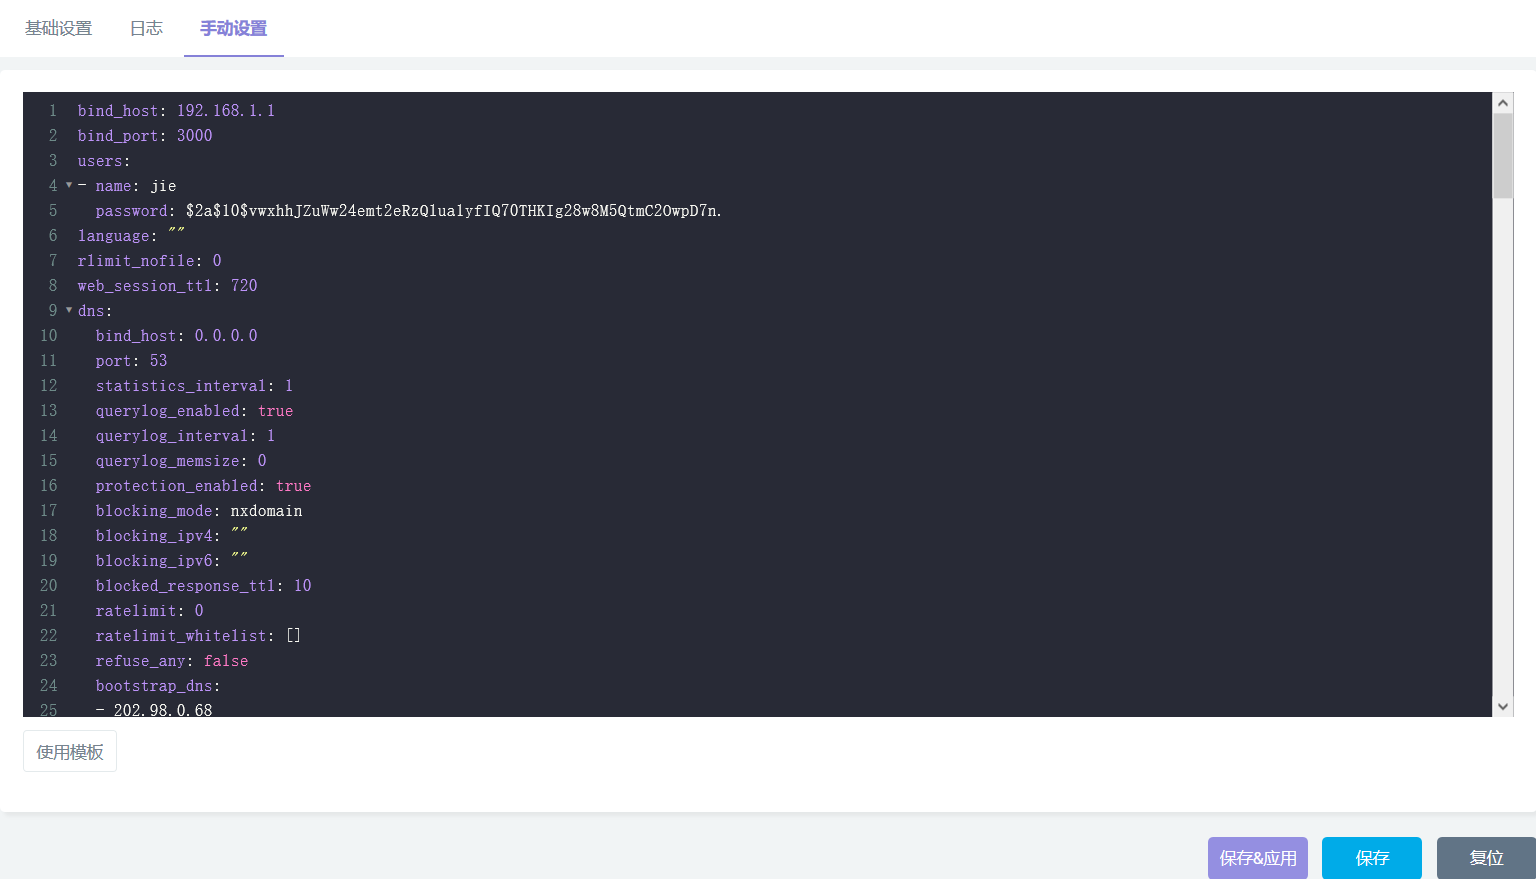 基础设置 日志 手动设置
1 bind_host: 192.168.1.1
2 bind_port: 3000
3 users:
4 - name: jie
5 password: $2a$10$vwxhhJZuWw24emt2eRzQlualyfIQ70THKIg28w8M5QtmC2OwpD7n.
6 language: ""
7 rlimit_nofile: 0
8 web_session_ttl: 720
9 dns:
10 bind_host: 0.0.0.0
11 port: 53
12 statistics_interval: 1
13 querylog_enabled: true
14 querylog_interval: 1
15 querylog_memsize: 0
16 protection_enabled: true
17 blocking_mode: nxdomain
18 blocking_ipv4: ""
19 blocking_ipv6: ""
20 blocked_response_ttl: 10
21 ratelimit: 0
22 ratelimit_whitelist: []
23 refuse_any: false
24 bootstrap_dns:
25 - 202.98.0.68
使用模板
保存&应用 保存 复位